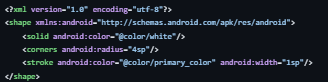 <?xml version="1.0" encoding="utf-8"?>
<shape xmlns:android="http://schemas.android.com/apk/res/android">
    <solid android:color="@color/white"/>
    <corners android:radius="4sp"/>
    <stroke android:color="@color/primary_color" android:width="1sp"/>
</shape>